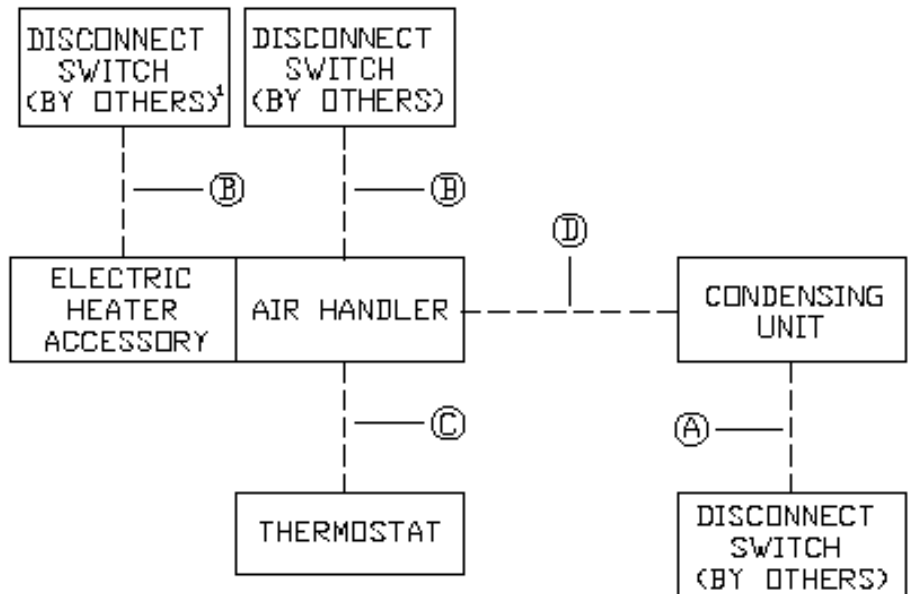 DISCONNECT
SWITCH
(BY OTHERS)¹
DISCONNECT
SWITCH
(BY OTHERS)
B
B
D
ELECTRIC
HEATER
ACCESSORY
AIR HANDLER
CONDENSING
UNIT
C
A
THERMOSTAT
DISCONNECT
SWITCH
(BY OTHERS)